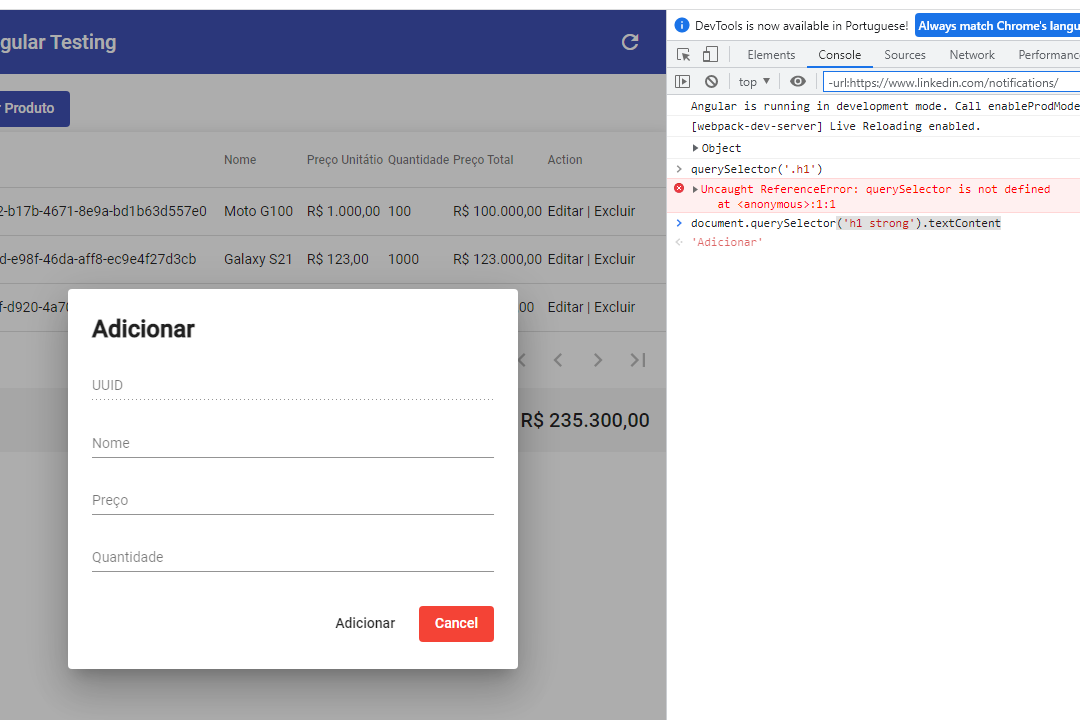 gular Testing
Produto
Nome Preço Unitátio Quantidade Preço Total Action
2-b17b-4671-8e9a-bd1b63d557e0 Moto G100 R$ 1.000,00 100 R$ 100.000,00 Editar | Excluir
d-e98f-46da-aff8-ec9e4f27d3cb Galaxy S21 R$ 123,00 1000 R$ 123.000,00 Editar | Excluir
f-d920-4a70 00 Editar | Excluir
R$ 235.300,00
Adicionar
UUID
Nome
Preço
Quantidade
Adicionar Cancel
DevTools is now available in Portuguese! Always match Chrome's langu
Elements Console Sources Network Performanc
top ▼ -url:https://www.linkedin.com/notifications/
Angular is running in development mode. Call enableProdMode
[webpack-dev-server] Live Reloading enabled.
Object
querySelector('.h1')
Uncaught ReferenceError: querySelector is not defined
at <anonymous>:1:1
document.querySelector('h1 strong').textContent
'Adicionar'